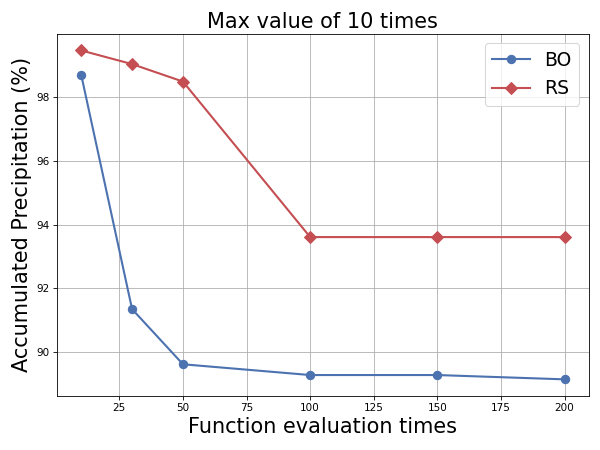 Max value of 10 times
BO
RS
Accumulated Precipitation (%)
98
96
94
92
90
25 50 75 100 125 150 175 200
Function evaluation times